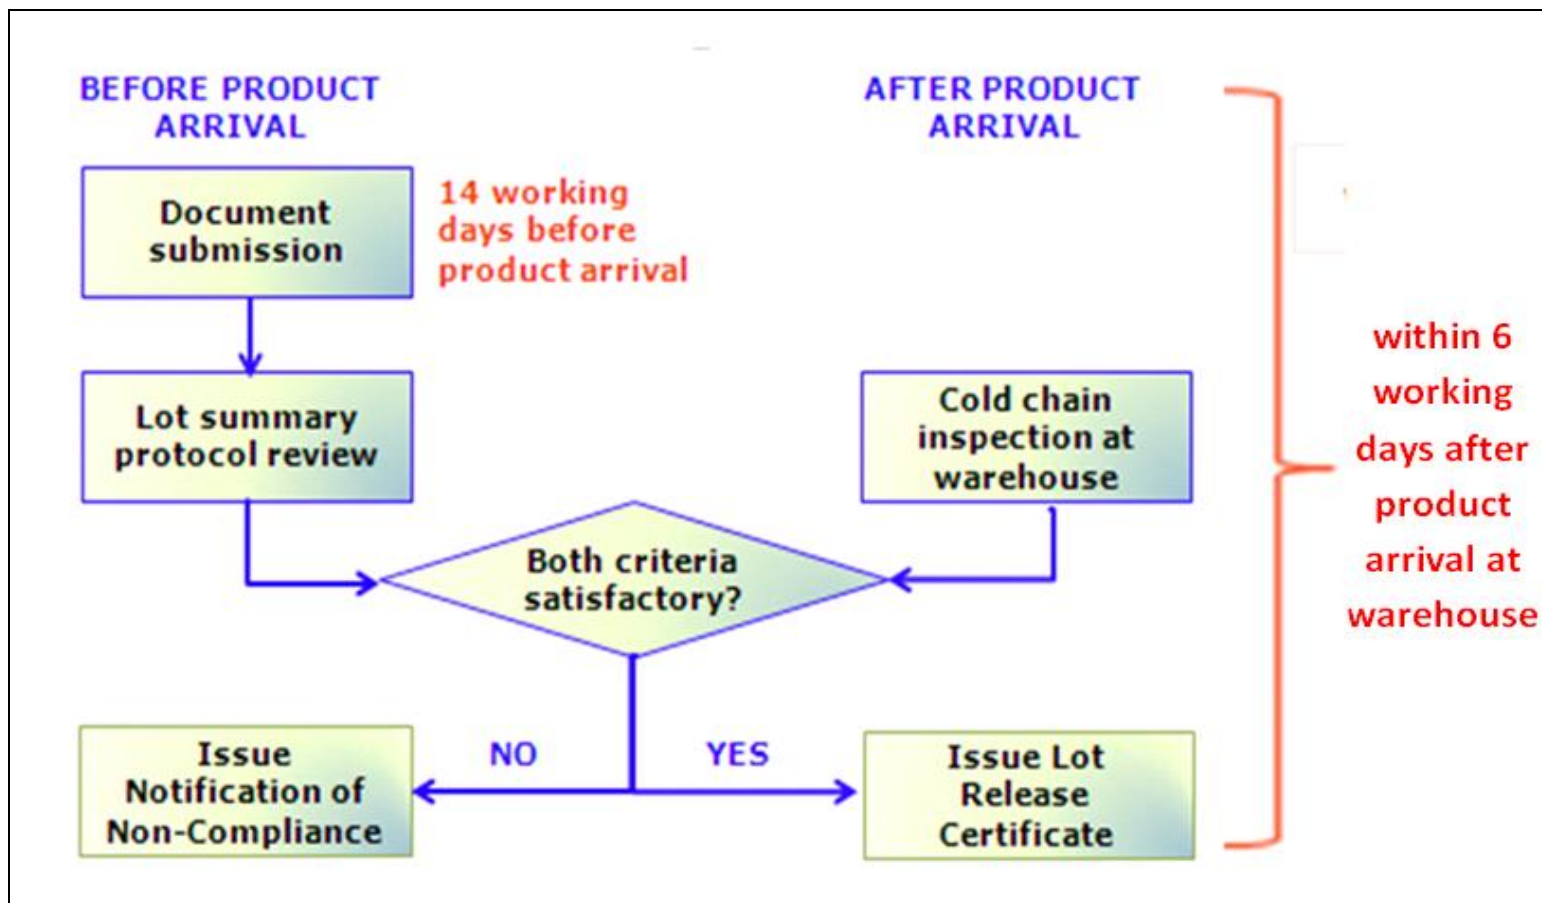 BEFORE PRODUCT
ARRIVAL
Document
submission
14 working
days before
product arrival
Lot summary
protocol review
AFTER PRODUCT
ARRIVAL
Cold chain
inspection at
warehouse
Both criteria
satisfactory?
NO
YES
Issue
Notification of
Non-Compliance
Issue Lot
Release
Certificate
within 6
working
days after
product
arrival at
warehouse